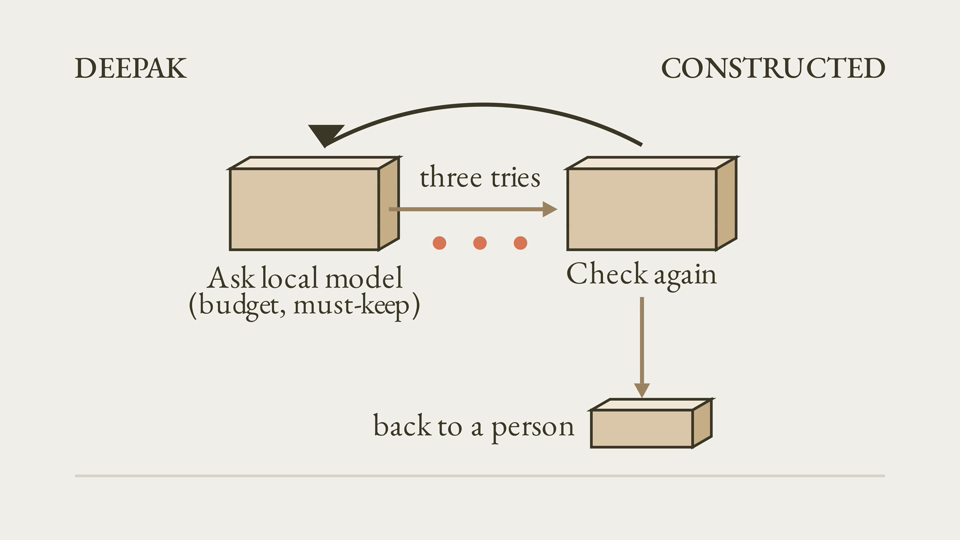 DEEPAK
CONSTRUCTED
three tries
Ask local model
(budget, must-keep)
Check again
back to a person